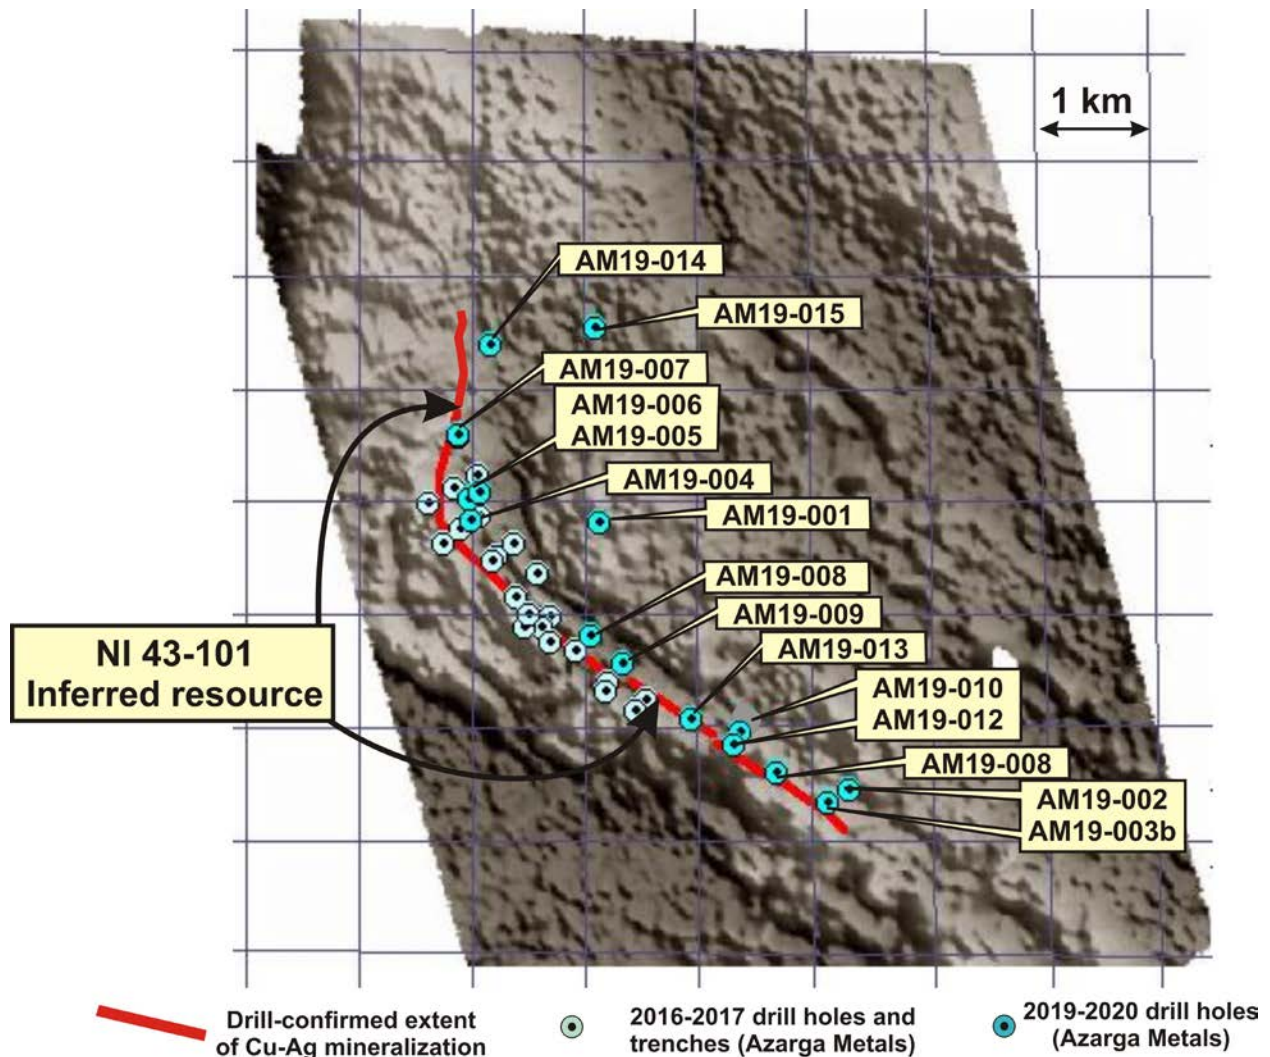 1 km
AM19-014
AM19-015
AM19-007
AM19-006
AM19-005
AM19-004
AM19-001
AM19-008
AM19-009
AM19-013
NI 43-101
Inferred resource
AM19-010
AM19-012
AM19-008
AM19-002
AM19-003b
Drill-confirmed extent
of Cu-Ag mineralization
2016-2017 drill holes and
trenches (Azarga Metals)
2019-2020 drill holes
(Azarga Metals)